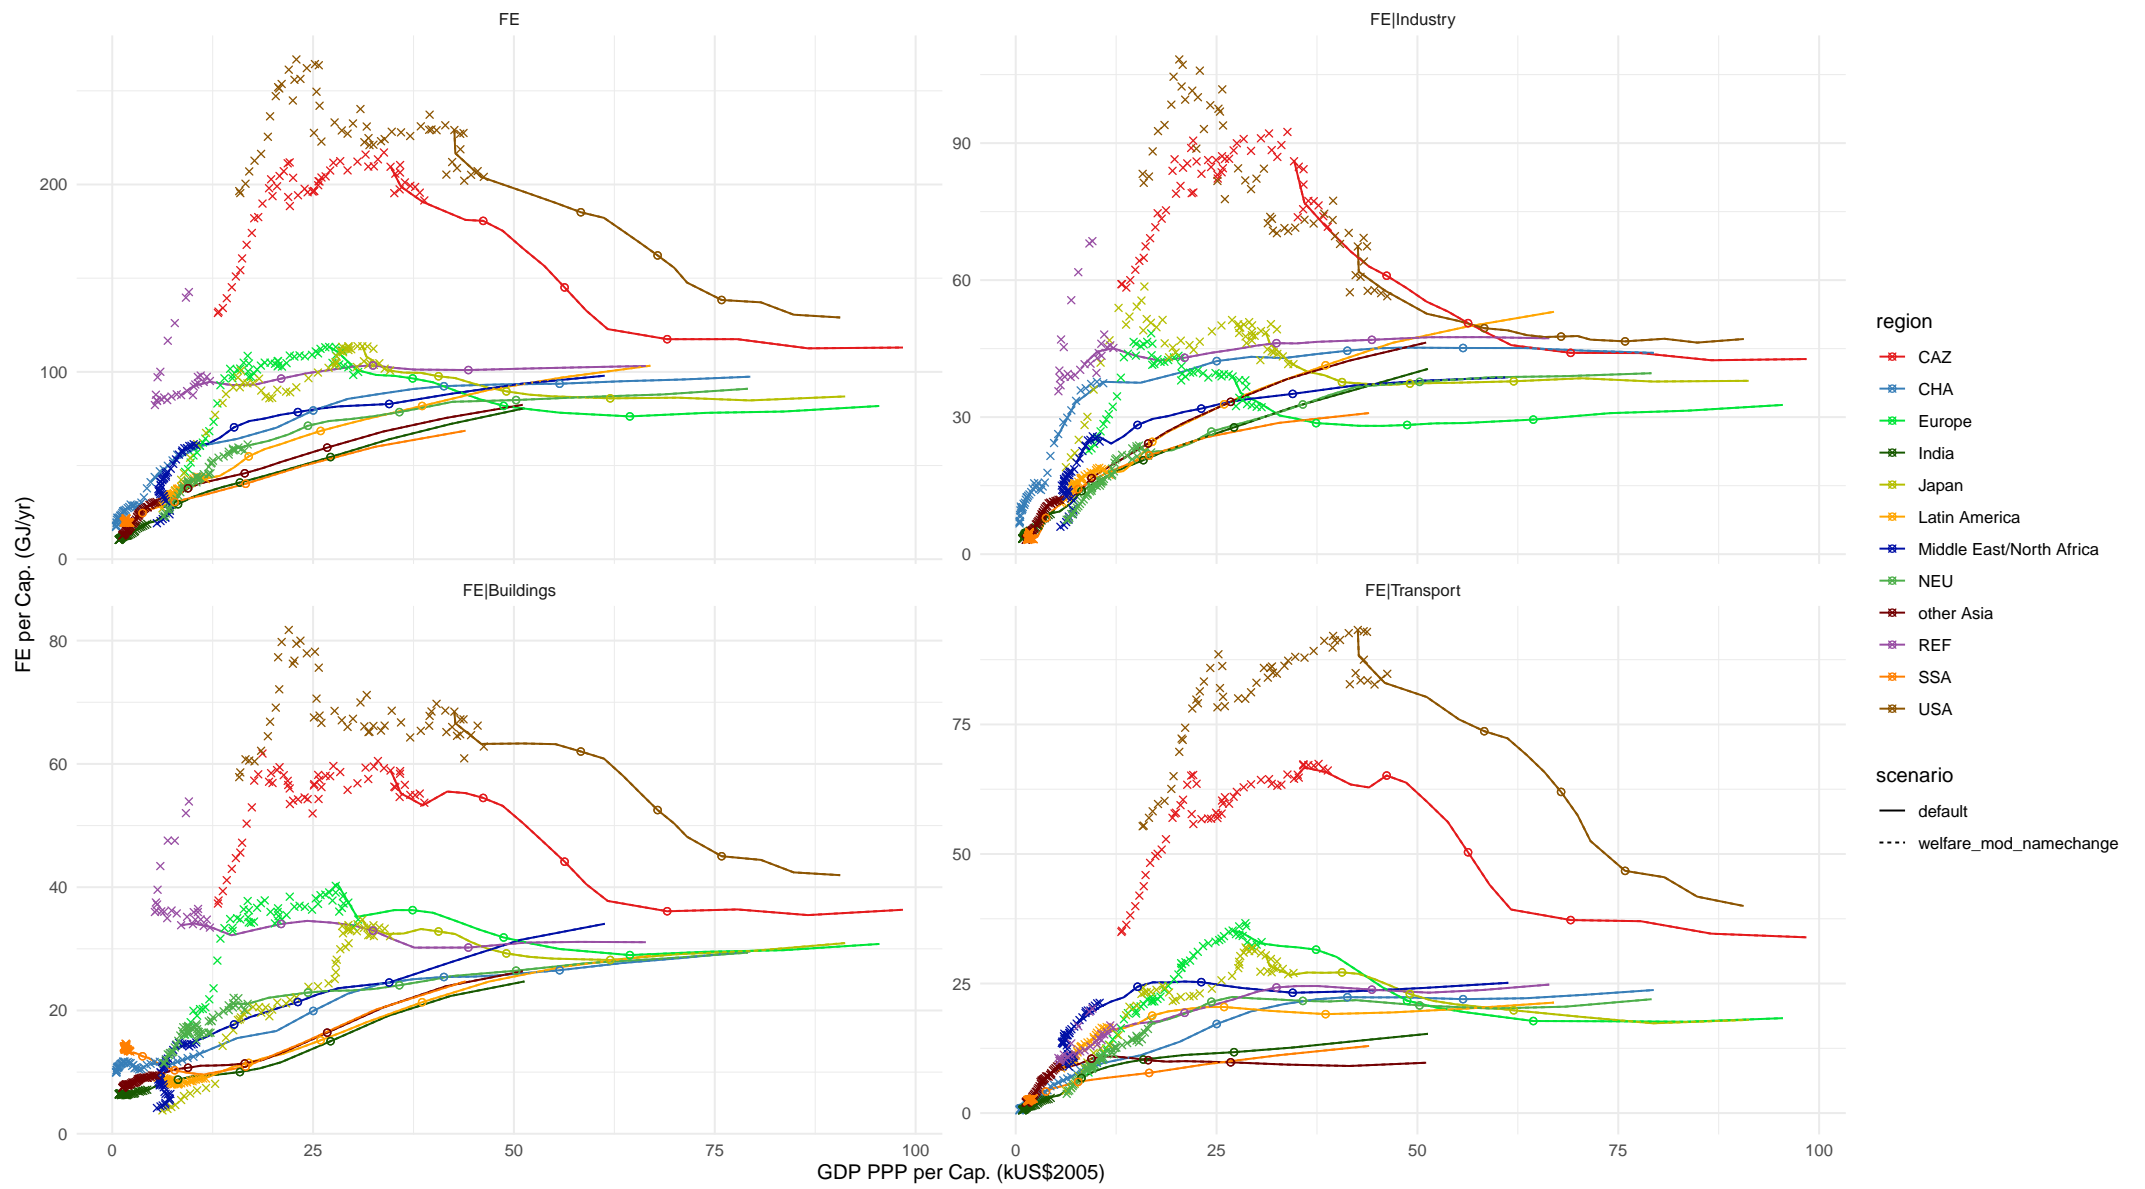 FE
FE|Industry
200
100
0
90
60
30
0
FE|Buildings
FE|Transport
80
60
40
20
0
75
50
25
0
0 25 50 75 100
0 25 50 75 100
GDP PPP per Cap. (kUS$2005)
FE per Cap. (GJ/yr)
region
CAZ
CHA
Europe
India
Japan
Latin America
Middle East/North Africa
NEU
other Asia
REF
SSA
USA
scenario
default
welfare_mod_namechange